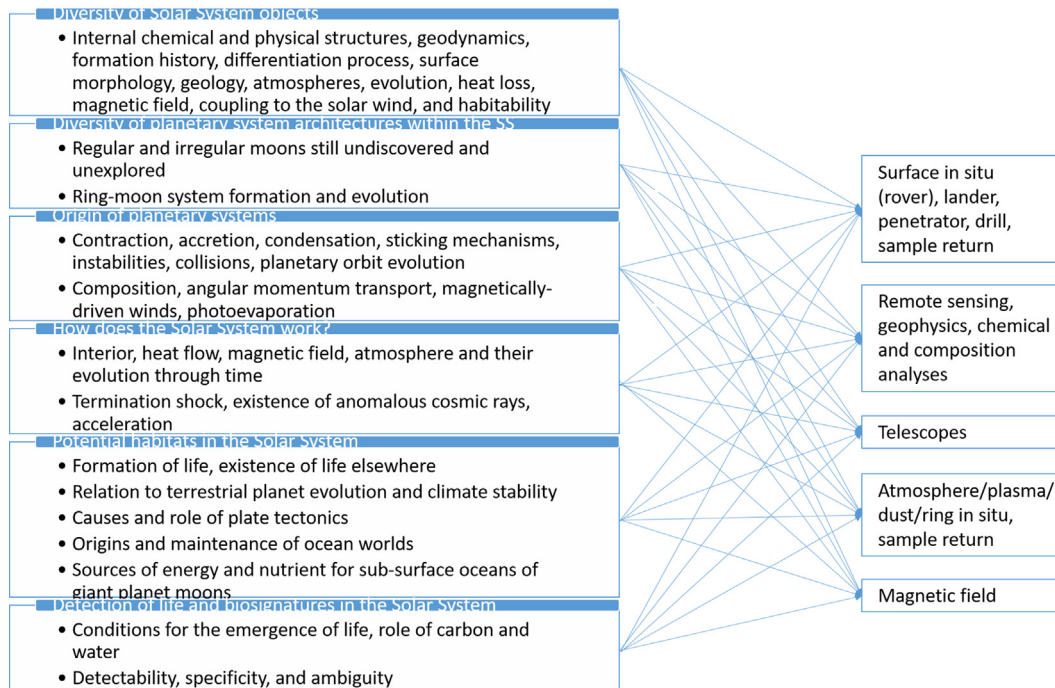 Diversity of Solar System objects
• Internal chemical and physical structures, geodynamics,
formation history, differentiation process, surface
morphology, geology, atmospheres, evolution, heat loss,
magnetic field, coupling to the solar wind, and habitability
Diversity of planetary system architectures within the SS
• Regular and irregular moons still undiscovered and
unexplored
• Ring-moon system formation and evolution
Origin of planetary systems
• Contraction, accretion, condensation, sticking mechanisms,
instabilities, collisions, planetary orbit evolution
• Composition, angular momentum transport, magnetically-
driven winds, photoevaporation
How does the Solar System work?
• Interior, heat flow, magnetic field, atmosphere and their
evolution through time
• Termination shock, existence of anomalous cosmic rays,
acceleration
Potential habitats in the Solar System
• Formation of life, existence of life elsewhere
• Relation to terrestrial planet evolution and climate stability
• Causes and role of plate tectonics
• Origins and maintenance of ocean worlds
• Sources of energy and nutrient for sub-surface oceans of
giant planet moons
Detection of life and biosignatures in the Solar System
• Conditions for the emergence of life, role of carbon and
water
• Detectability, specificity, and ambiguity
Surface in situ
(rover), lander,
penetrator, drill,
sample return
Remote sensing,
geophysics, chemical
and composition
analyses
Telescopes
Atmosphere/plasma/
dust/ring in situ,
sample return
Magnetic field